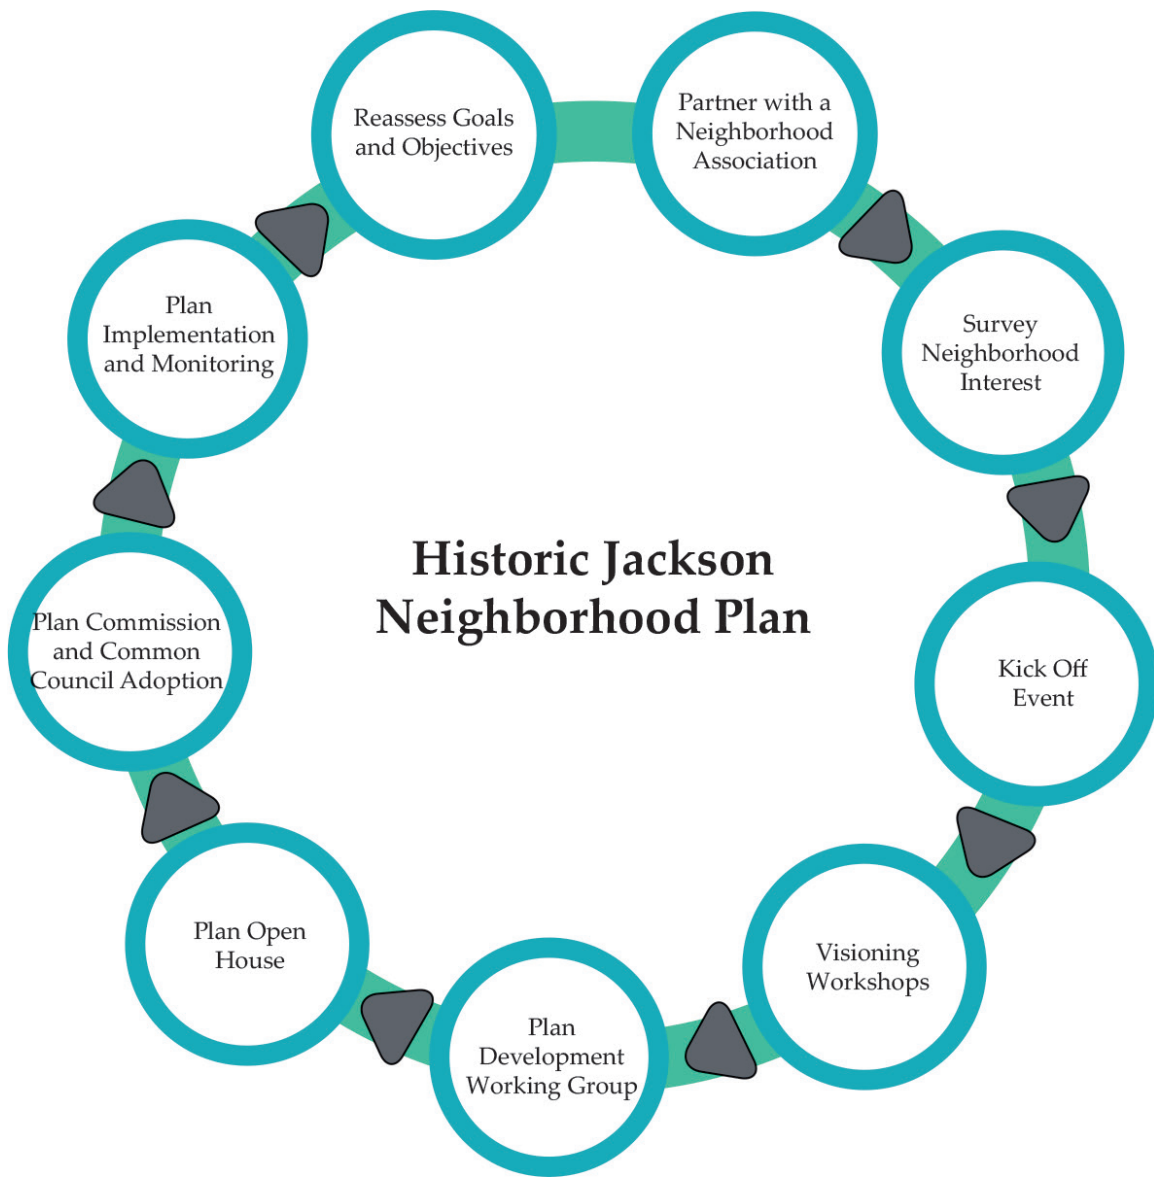 Historic Jackson
Neighborhood Plan
Partner with a
Neighborhood
Association
Survey
Neighborhood
Interest
Kick Off
Event
Visioning
Workshops
Plan
Development
Working Group
Plan Open
House
Plan Commission
and Common
Council Adoption
Plan
Implementation
and Monitoring
Reassess Goals
and Objectives